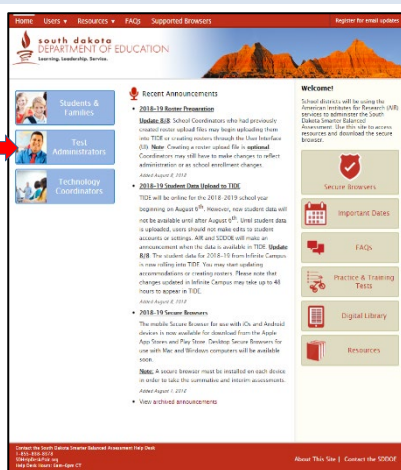 Home Users ▾ Resources ▾ FAQs Supported Browsers Register for email updates
south dakota
DEPARTMENT OF EDUCATION
Learning. Leadership. Service.
Students &
Families
Test
Administrators
Technology
Coordinators
Recent Announcements
• 2018-19 Roster Preparation
Update 8/8: School Coordinators who had previously
created roster upload files may begin uploading them
into TIDE or creating rosters through the User Interface
(UI). Note: Creating a roster upload file is optional.
Coordinators may still have to make changes to reflect
administration or as school enrollment changes.
Added August 8, 2018
• 2018-19 Student Data Upload to TIDE
TIDE will be online for the 2018-2019 school year
beginning on August 6th. However, new student data will
not be available until after August 6th. Until student data
is uploaded, users should not make edits to student
accounts or settings. AIR and SDDOE will make an
announcement when the data is available in TIDE. Update
8/8: The student data for 2018-19 from Infinite Campus
is now rolling into TIDE. You may start updating
accommodations or creating rosters. Please note that
changes updated in Infinite Campus may take up to 48
hours to appear in TIDE.
Added August 8, 2018
• 2018-19 Secure Browsers
The mobile Secure Browser for use with iOs and Android
devices is now available for download from the Apple
App Stores and Play Store. Desktop Secure Browsers for
use with Mac and Windows computers will be available
soon.
Note: A secure browser must be installed on each device
in order to take the summative and interim assessments.
Added August 1, 2018
• View archived announcements
Welcome!
School districts will be using the
American Institutes for Research (AIR)
services to administer the South
Dakota Smarter Balanced
Assessment. Use this site to access
resources and download the secure
browser.
Secure Browsers
Important Dates
FAQs
Practice & Training
Tests
Digital Library
Resources
Contact the South Dakota Smarter Balanced Assessment Help Desk
1-855-838-8378
Help Desk Hours: 6am-6pm CT
About This Site | Contact the SDDOE